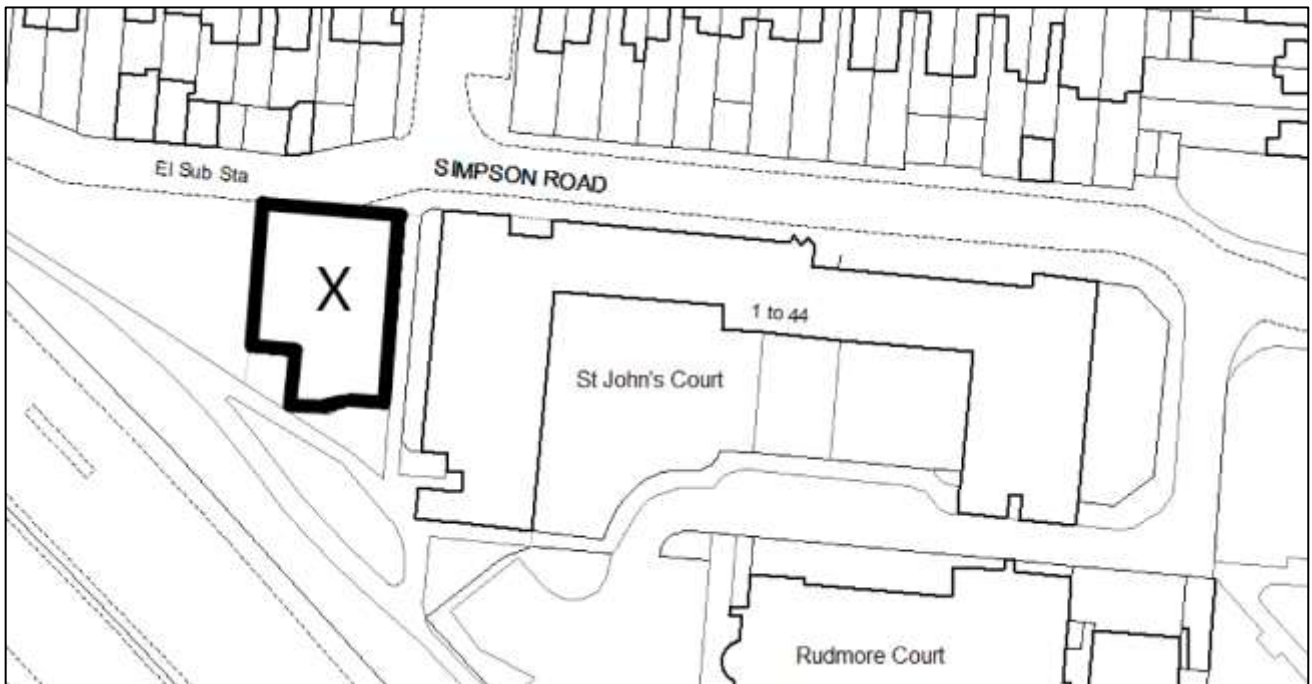 El Sub Sta
SIMPSON ROAD
X
1 to 44
St John's Court
Rudmore Court